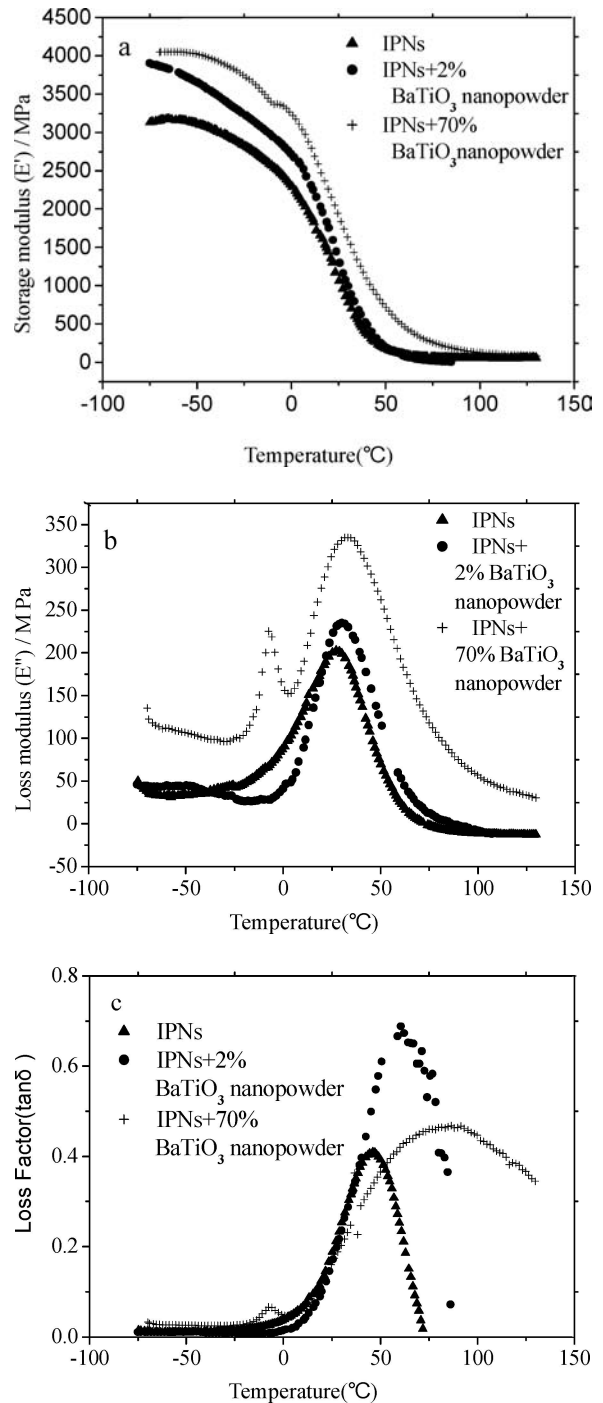 a
IPNs
IPNs+2%
BaTiO3 nanopowder
IPNs+70%
BaTiO3nanopowder
4500
4000
3500
3000
2500
2000
1500
1000
500
0
Storage modulus (E') / MPa
-100 -50 0 50 100 150
Temperature(℃)
b
IPNs
IPNs+
2% BaTiO3
nanopowder
IPNs+
70% BaTiO3
nanopowder
350
300
250
200
150
100
50
0
-50
Loss modulus (E'') / MPa
-100 -50 0 50 100 150
Temperature(℃)
c
IPNs
IPNs+2%
BaTiO3 nanopowder
IPNs+70%
BaTiO3 nanopowder
0.8
0.6
0.4
0.2
0.0
Loss Factor(tanδ)
-100 -50 0 50 100 150
Temperature(℃)